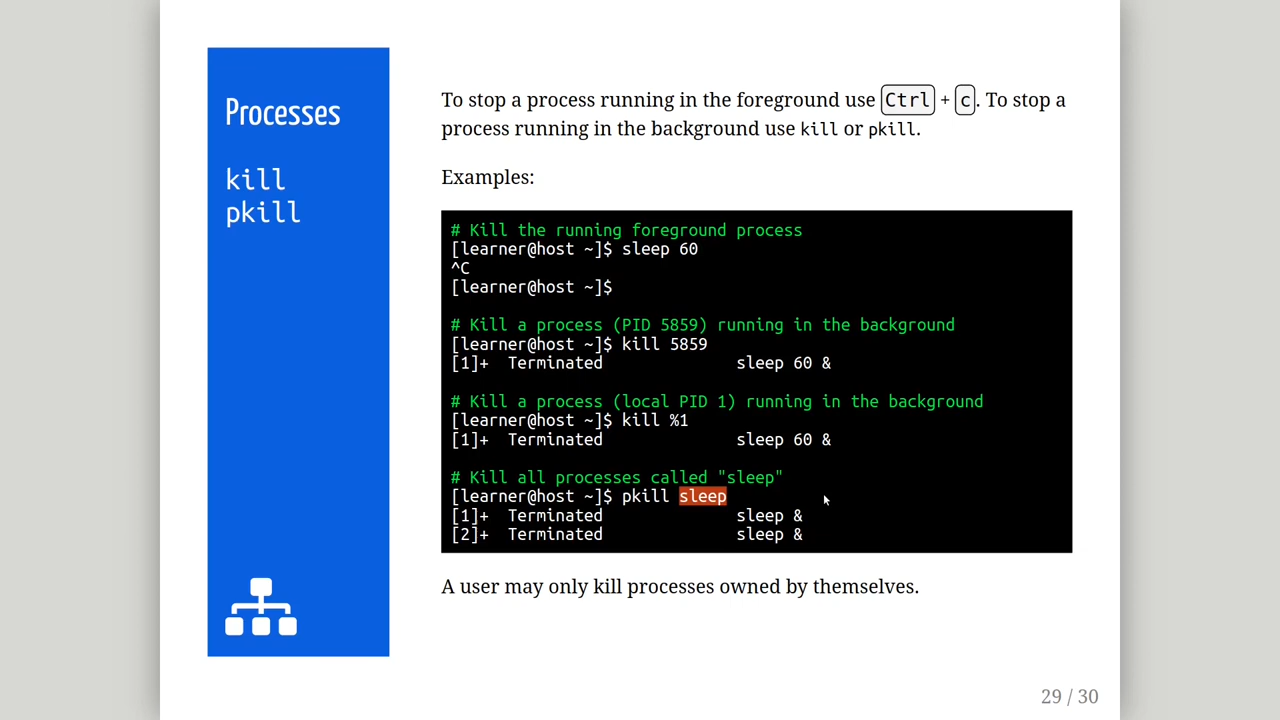 Processes
kill
pkill
To stop a process running in the foreground use Ctrl + c. To stop a
process running in the background use kill or pkill.
Examples:
# Kill the running foreground process
[learner@host ~]$ sleep 60
^C
[learner@host ~]$
# Kill a process (PID 5859) running in the background
[learner@host ~]$ kill 5859
[1]+  Terminated              sleep 60 &
# Kill a process (local PID 1) running in the background
[learner@host ~]$ kill %1
[1]+  Terminated              sleep 60 &
# Kill all processes called "sleep"
[learner@host ~]$ pkill sleep
[1]+  Terminated              sleep &
[2]+  Terminated              sleep &
A user may only kill processes owned by themselves.
29 / 30